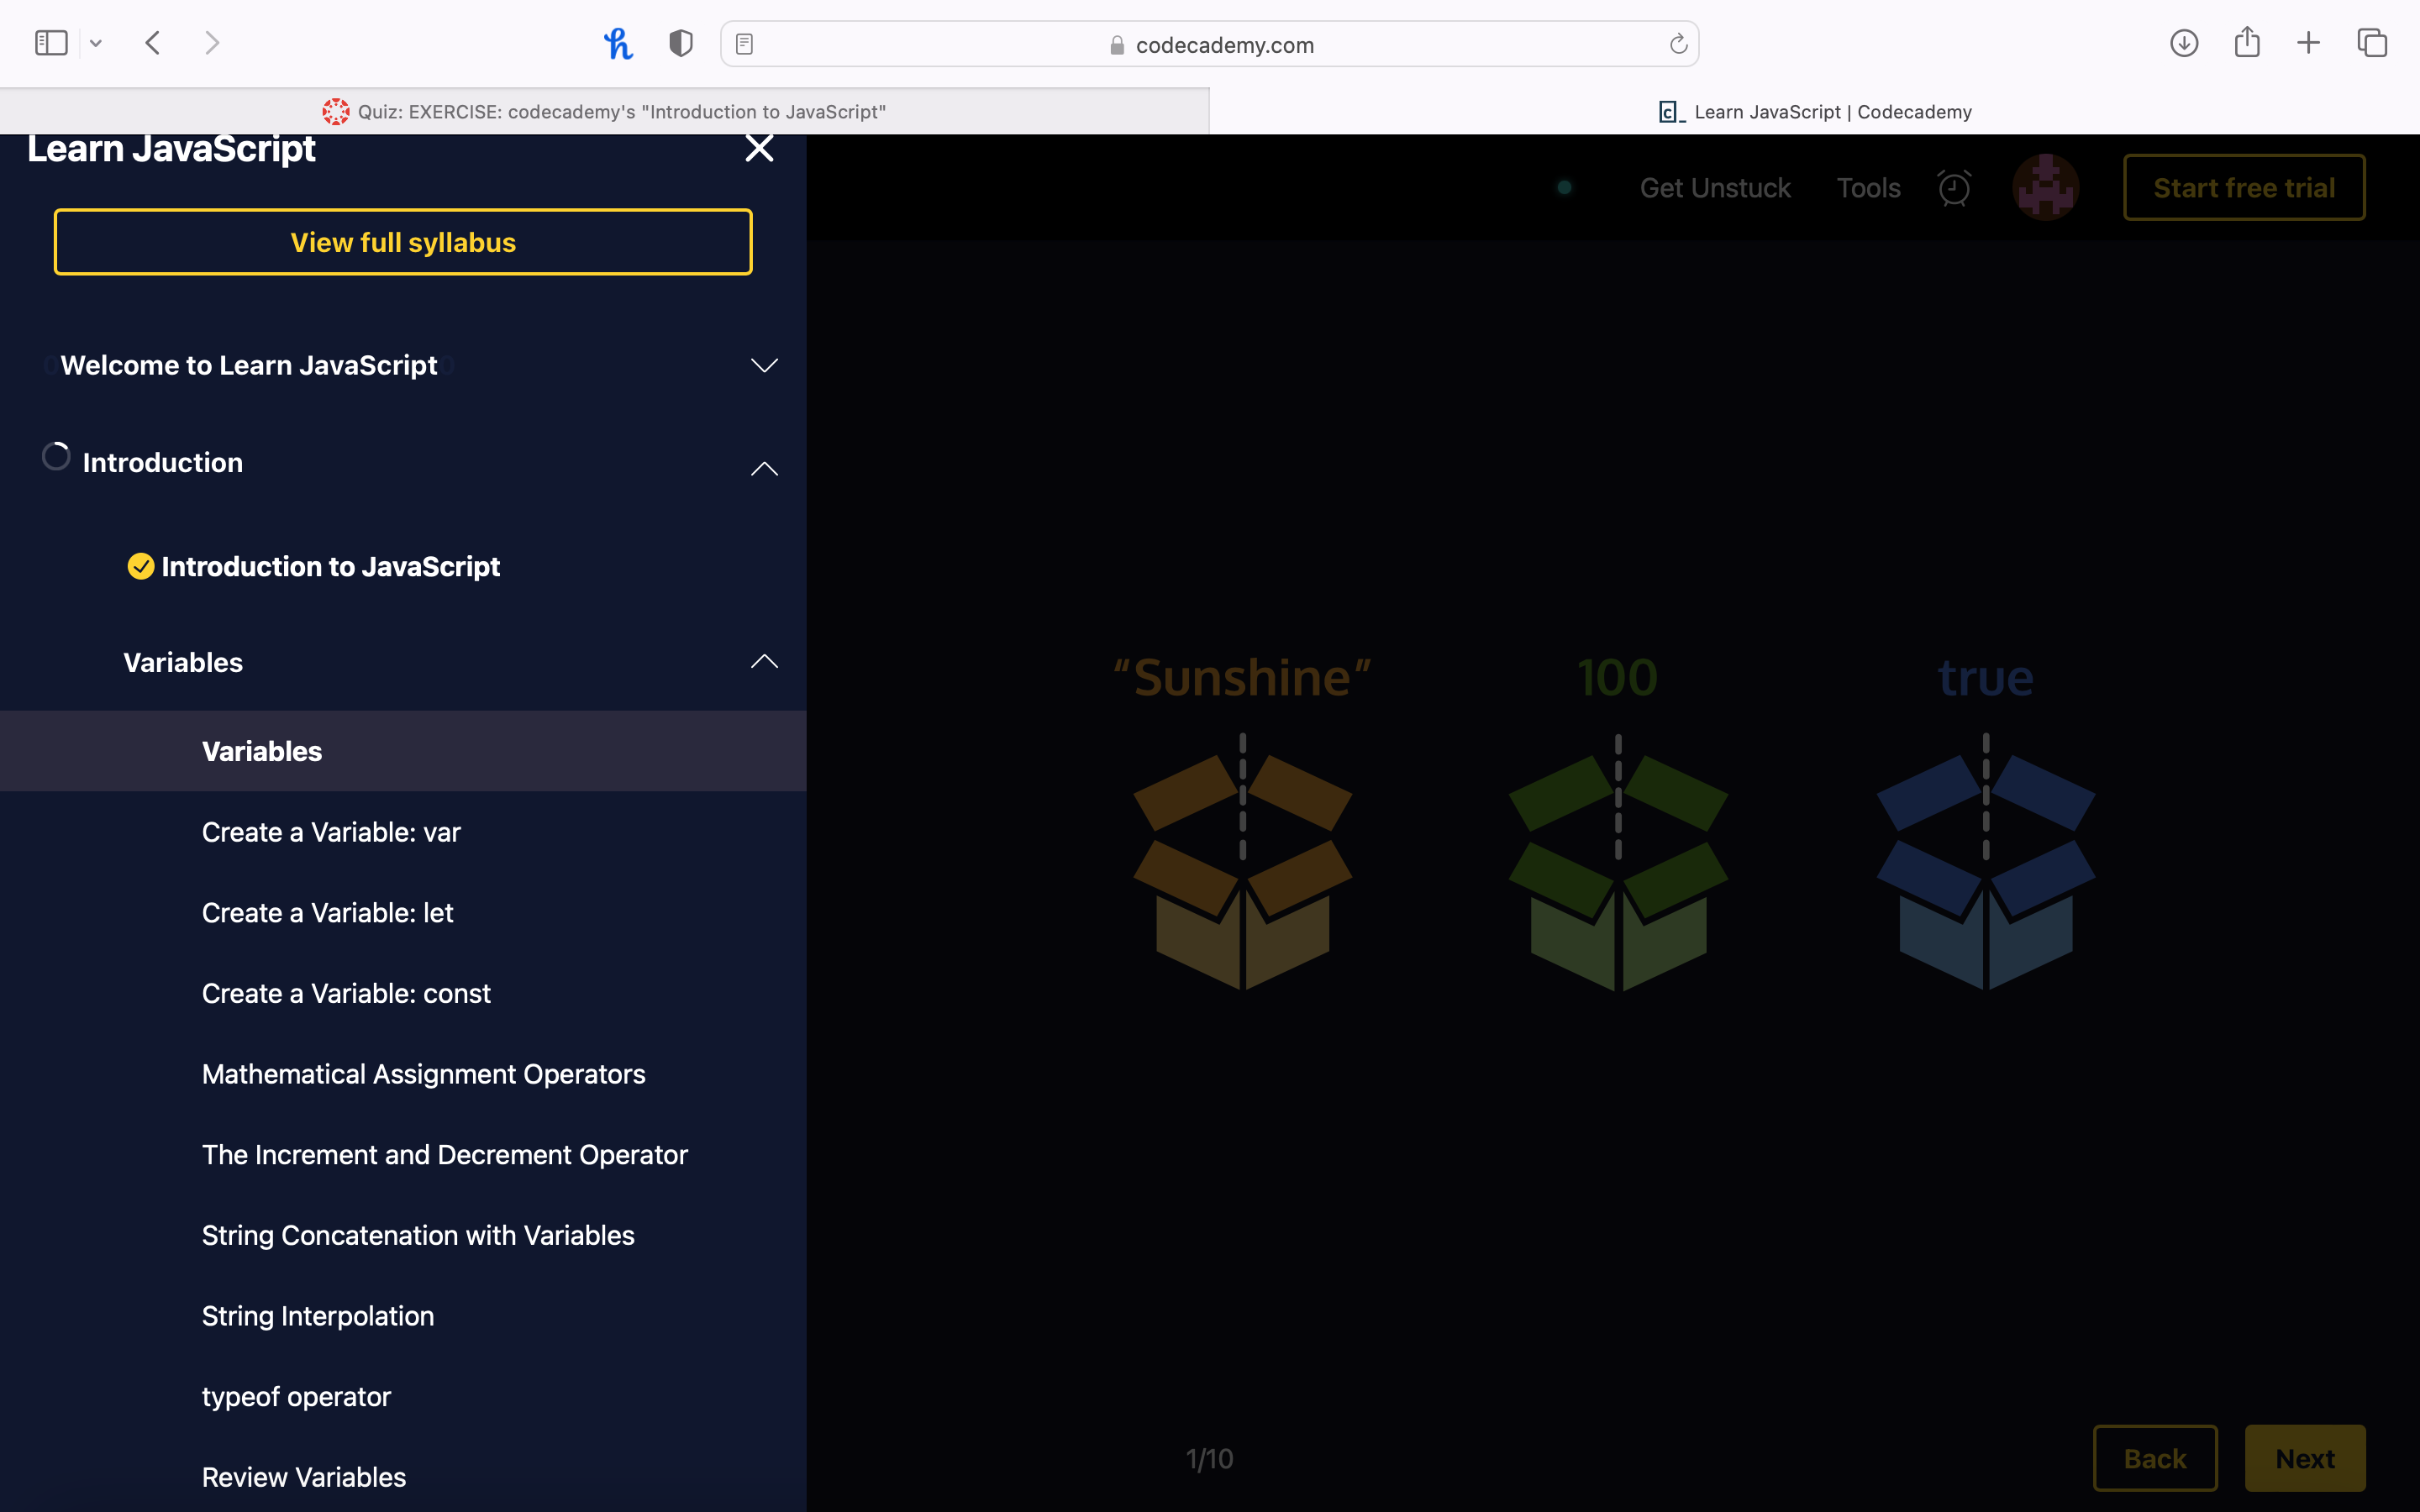 codecademy.com
Quiz: EXERCISE: codecademy's "Introduction to JavaScript"
Learn JavaScript | Codecademy
Learn JavaScript
View full syllabus
Welcome to Learn JavaScript
Introduction
Introduction to JavaScript
Variables
Variables
Create a Variable: var
Create a Variable: let
Create a Variable: const
Mathematical Assignment Operators
The Increment and Decrement Operator
String Concatenation with Variables
String Interpolation
typeof operator
Review Variables
Get Unstuck Tools Start free trial
“Sunshine” 100 true
1/10 Back Next